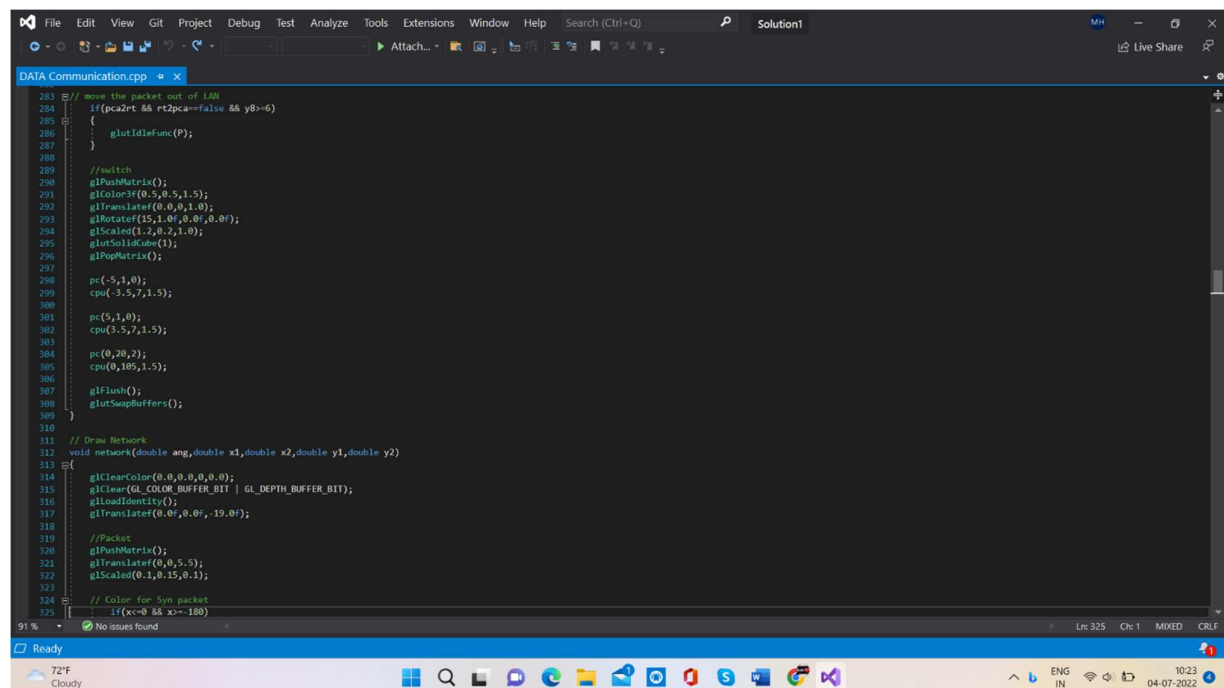 File Edit View Git Project Debug Test Analyze Tools Extensions Window Help Search (Ctrl+Q) Solution1 MH
Attach... Live Share
DATA Communication.cpp
283 // move the packet out of LAN
284 if(pca2rt && rt2pca==false && y8>=6)
285 {
286 glutIdleFunc(P);
287 }
288
289 //switch
290 glPushMatrix();
291 glColor3f(0.5,0.5,1.5);
292 glTranslatef(0.0,0,1.0);
293 glRotatef(15,1.0f,0.0f,0.0f);
294 glScaled(1.2,0.2,1.0);
295 glutSolidCube(1);
296 glPopMatrix();
297
298 pc(-5,1,0);
299 cpu(-3.5,7,1.5);
300
301 pc(5,1,0);
302 cpu(3.5,7,1.5);
303
304 pc(0,20,2);
305 cpu(0,105,1.5);
306
307 glFlush();
308 glutSwapBuffers();
309 }
310
311 // Draw Network
312 void network(double ang,double x1,double x2,double y1,double y2)
313 {
314 glClearColor(0.0,0.0,0,0.0);
315 glClear(GL_COLOR_BUFFER_BIT | GL_DEPTH_BUFFER_BIT);
316 glLoadIdentity();
317 glTranslatef(0.0f,0.0f,-19.0f);
318
319 //Packet
320 glPushMatrix();
321 glTranslatef(0,0,5.5);
322 glScaled(0.1,0.15,0.1);
323
324 // Color for Syn packet
325 if(x<=0 && x>=-180)
91 % No issues found Ln: 325 Ch: 1 MIXED CRLF
Ready 1
72°F ENG 10:23
Cloudy IN 04-07-2022 4